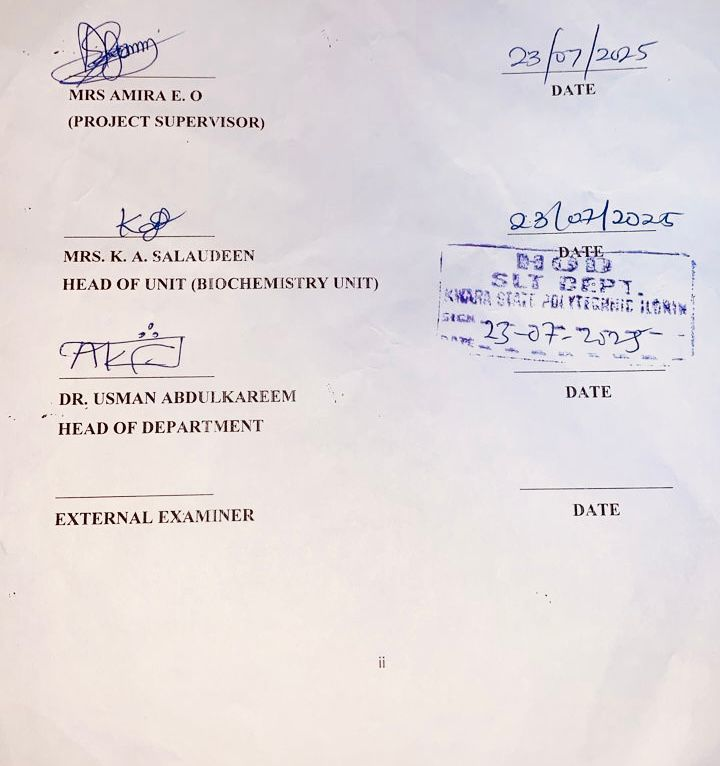 23/07/2025
MRS AMIRA E. O
DATE
(PROJECT SUPERVISOR)
23/07/2025
MRS. K. A. SALAUDEEN
DATE
HEAD OF UNIT (BIOCHEMISTRY UNIT)
HOD
SLT DEPT.
KWARA STATE POLYTECHNIC ILORIN
SIGN
DATE
23-07-2025
DR. USMAN ABDULKAREEM
DATE
HEAD OF DEPARTMENT
EXTERNAL EXAMINER
DATE
ii